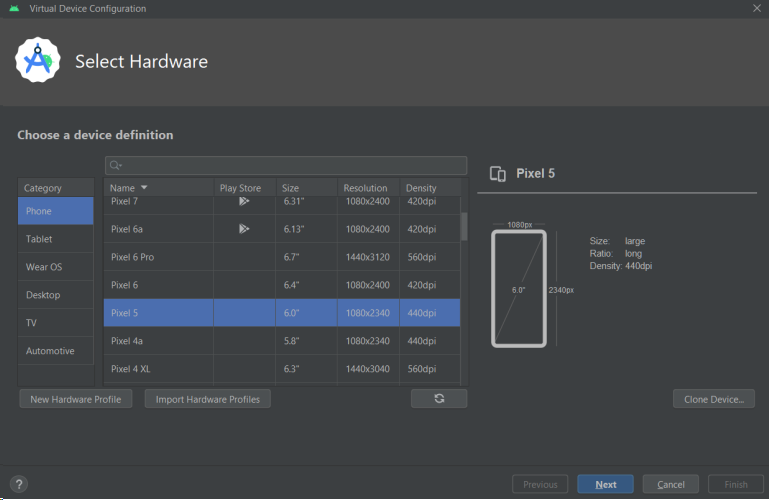 Virtual Device Configuration
Select Hardware
Choose a device definition
Category
Phone
Tablet
Wear OS
Desktop
TV
Automotive
Name Play Store Size Resolution Density
Pixel 7 6.31" 1080x2400 420dpi
Pixel 6a 6.13" 1080x2400 420dpi
Pixel 6 Pro 6.7" 1440x3120 560dpi
Pixel 6 6.4" 1080x2400 420dpi
Pixel 5 6.0" 1080x2340 440dpi
Pixel 4a 5.8" 1080x2340 440dpi
Pixel 4 XL 6.3" 1440x3040 560dpi
New Hardware Profile Import Hardware Profiles
Pixel 5
1080px
6.0"
2340px
Size: large
Ratio: long
Density: 440dpi
Clone Device...
? Previous Next Cancel Finish